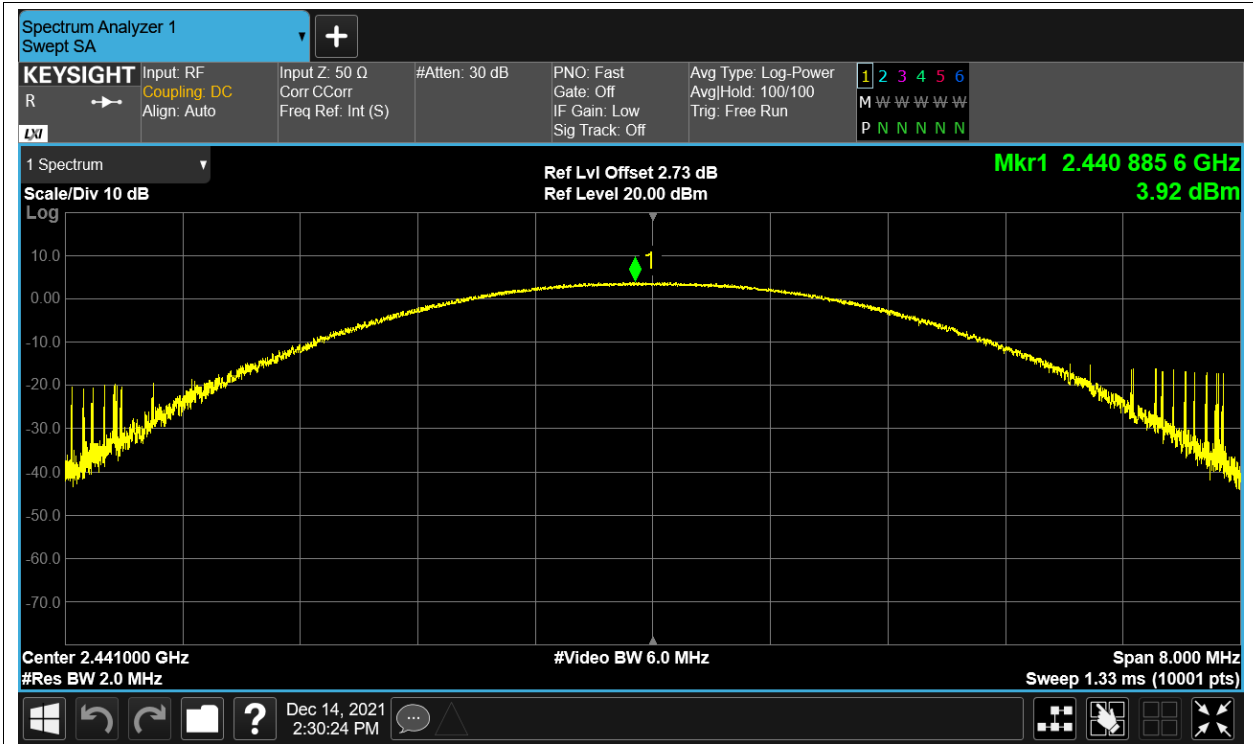 Spectrum Analyzer 1
Swept SA
KEYSIGHT
R
LXI
Input: RF
Coupling: DC
Align: Auto
Input Z: 50 Ω
Corr CCorr
Freq Ref: Int (S)
#Atten: 30 dB
PNO: Fast
Gate: Off
IF Gain: Low
Sig Track: Off
Avg Type: Log-Power
Avg|Hold: 100/100
Trig: Free Run
1 2 3 4 5 6
M W W W W W
P N N N N N
1 Spectrum
Scale/Div 10 dB
Log
Ref Lvl Offset 2.73 dB
Ref Level 20.00 dBm
Mkr1 2.440 885 6 GHz
3.92 dBm
1
10.0
0.00
-10.0
-20.0
-30.0
-40.0
-50.0
-60.0
-70.0
Center 2.441000 GHz
#Res BW 2.0 MHz
#Video BW 6.0 MHz
Span 8.000 MHz
Sweep 1.33 ms (10001 pts)
?
Dec 14, 2021
2:30:24 PM